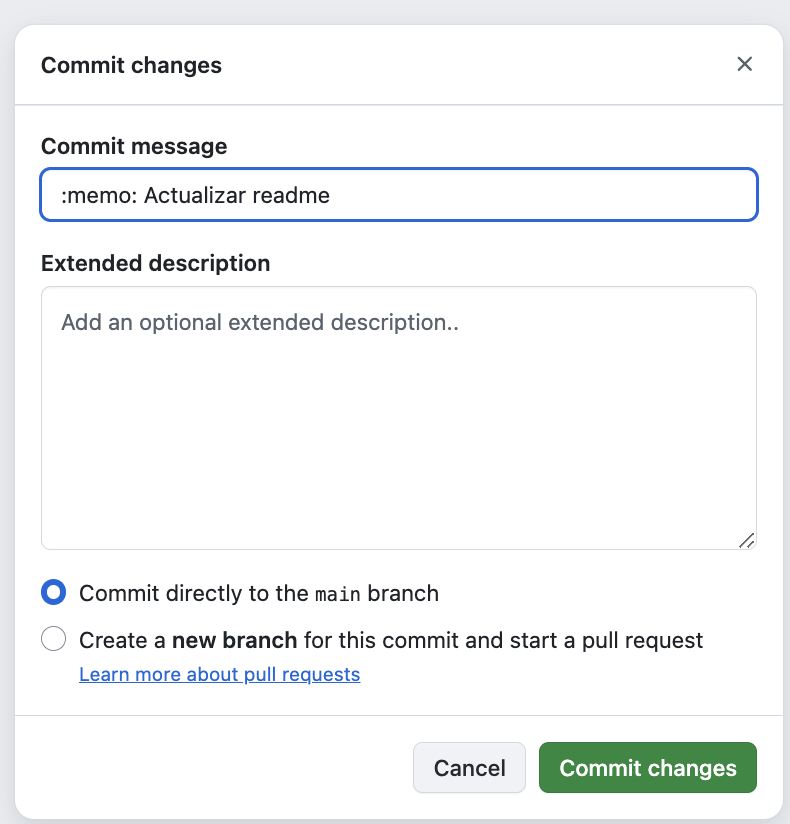 Commit changes
Commit message
:memo: Actualizar readme
Extended description
Add an optional extended description..
Commit directly to the main branch
Create a new branch for this commit and start a pull request
Learn more about pull requests
Cancel
Commit changes